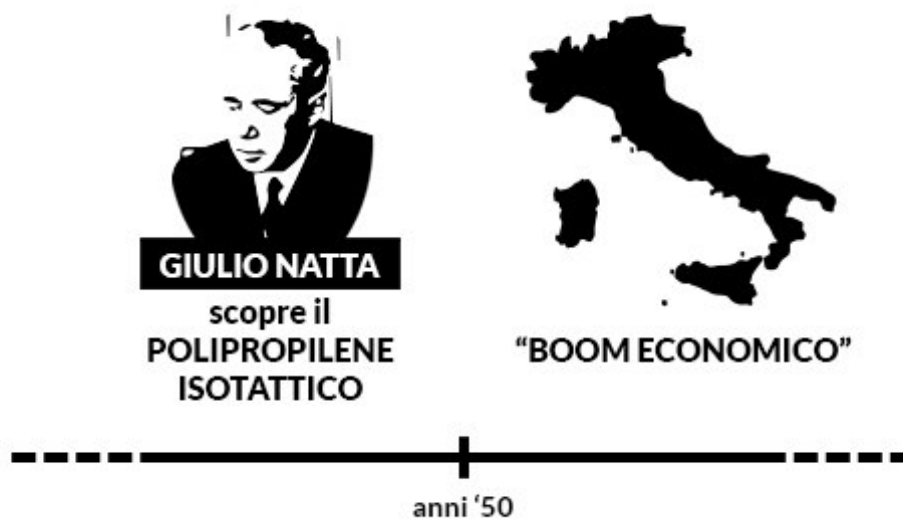 GIULIO NATTA
scopre il
POLIPROPILENE
ISOTATTICO
“BOOM ECONOMICO”
anni ‘50